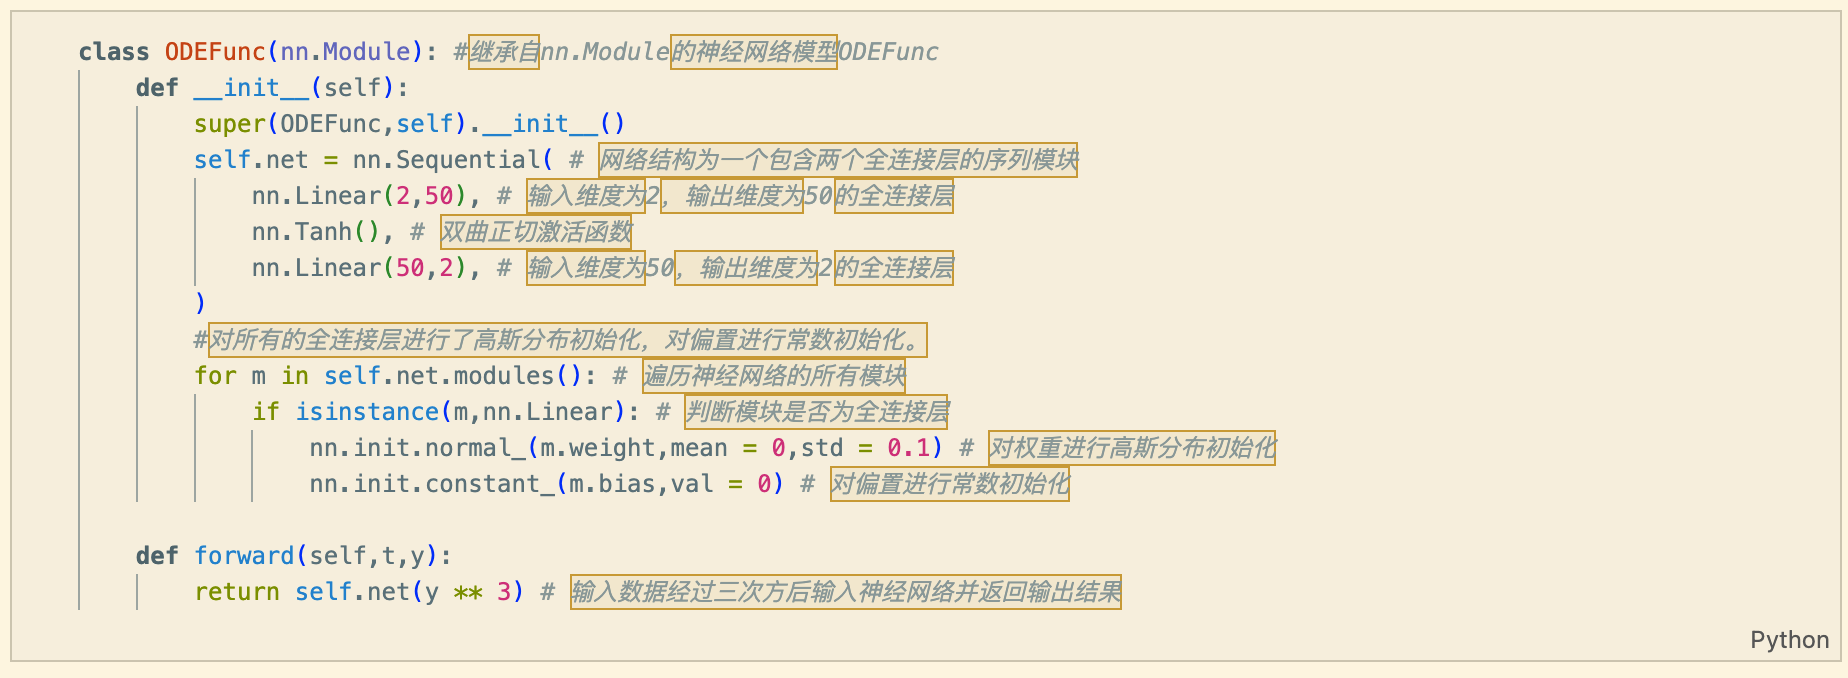 class ODEFunc(nn.Module): #继承自nn.Module的神经网络模型ODEFunc
def __init__(self):
super(ODEFunc,self).__init__()
self.net = nn.Sequential( # 网络结构为一个包含两个全连接层的序列模块
nn.Linear(2,50), # 输入维度为2，输出维度为50的全连接层
nn.Tanh(), # 双曲正切激活函数
nn.Linear(50,2), # 输入维度为50，输出维度为2的全连接层
)
#对所有的全连接层进行了高斯分布初始化，对偏置进行常数初始化。
for m in self.net.modules(): # 遍历神经网络的所有模块
if isinstance(m,nn.Linear): # 判断模块是否为全连接层
nn.init.normal_(m.weight,mean = 0,std = 0.1) # 对权重进行高斯分布初始化
nn.init.constant_(m.bias,val = 0) # 对偏置进行常数初始化
def forward(self,t,y):
return self.net(y ** 3) # 输入数据经过三次方后输入神经网络并返回输出结果
Python